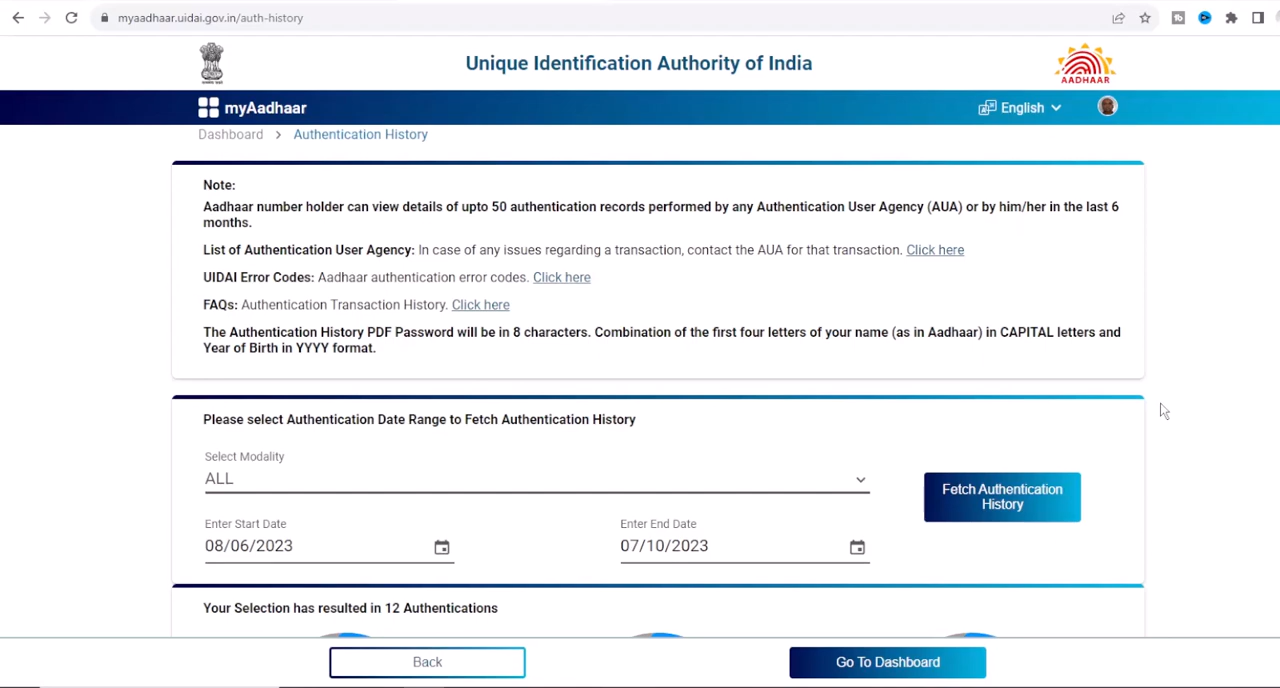 myaadhaar.uidai.gov.in/auth-history
Unique Identification Authority of India
AADHAAR
myAadhaar
English
Dashboard > Authentication History
Note:
Aadhaar number holder can view details of upto 50 authentication records performed by any Authentication User Agency (AUA) or by him/her in the last 6
months.
List of Authentication User Agency: In case of any issues regarding a transaction, contact the AUA for that transaction. Click here
UIDAI Error Codes: Aadhaar authentication error codes. Click here
FAQs: Authentication Transaction History. Click here
The Authentication History PDF Password will be in 8 characters. Combination of the first four letters of your name (as in Aadhaar) in CAPITAL letters and
Year of Birth in YYYY format.
Please select Authentication Date Range to Fetch Authentication History
Select Modality
ALL
Fetch Authentication
History
Enter Start Date
08/06/2023
Enter End Date
07/10/2023
Your Selection has resulted in 12 Authentications
Back
Go To Dashboard